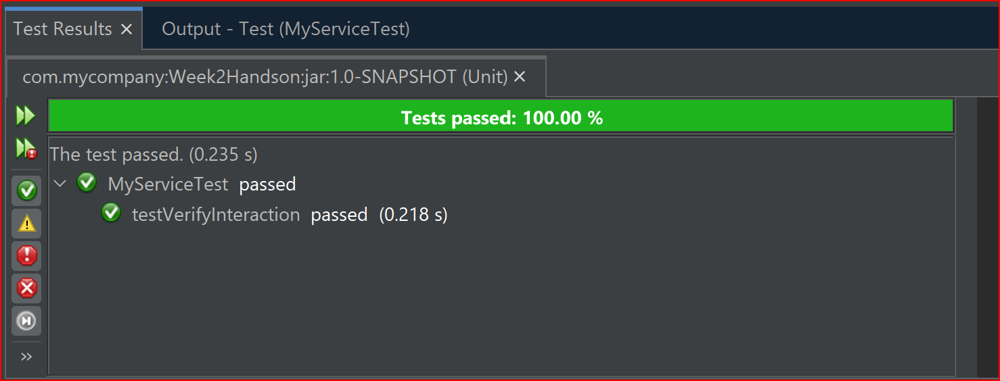 Test Results
Output - Test (MyServiceTest)
com.mycompany:Week2Handson:jar:1.0-SNAPSHOT (Unit)
Tests passed: 100.00 %
The test passed. (0.235 s)
MyServiceTest passed
testVerifyInteraction passed (0.218 s)